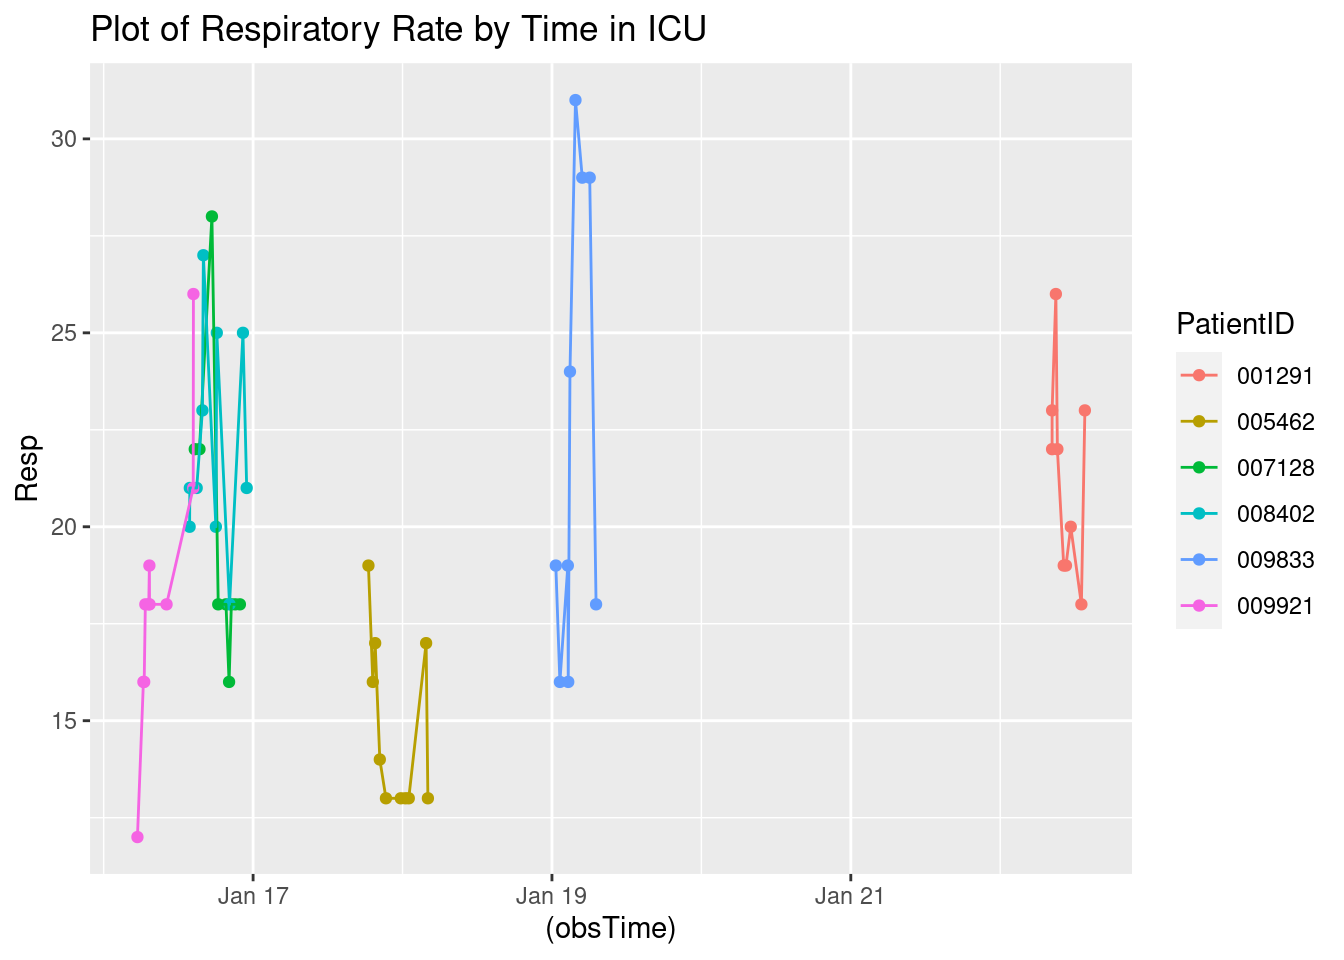 Plot of Respiratory Rate by Time in ICU
30
25
20
15
Resp
Jan 17
Jan 19
Jan 21
(obsTime)
PatientID
001291
005462
007128
008402
009833
009921